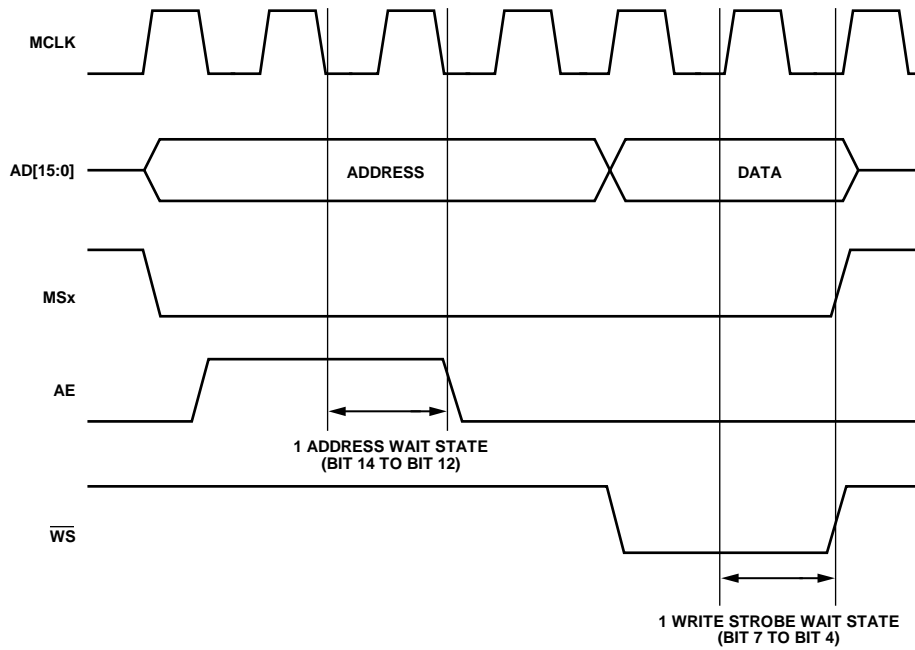 MCLK
AD[15:0]
ADDRESS
DATA
MSx
AE
1 ADDRESS WAIT STATE
(BIT 14 TO BIT 12)
WS
1 WRITE STROBE WAIT STATE
(BIT 7 TO BIT 4)